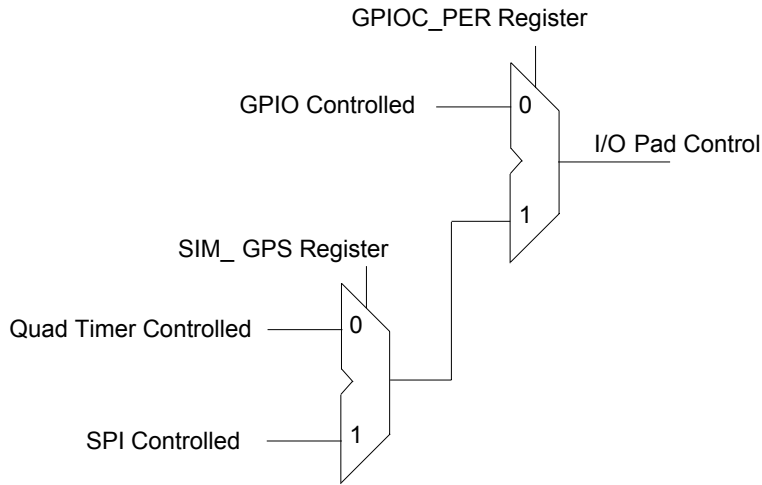 GPIOC_PER Register
GPIO Controlled
0
I/O Pad Control
1
SIM_ GPS Register
Quad Timer Controlled
0
SPI Controlled
1